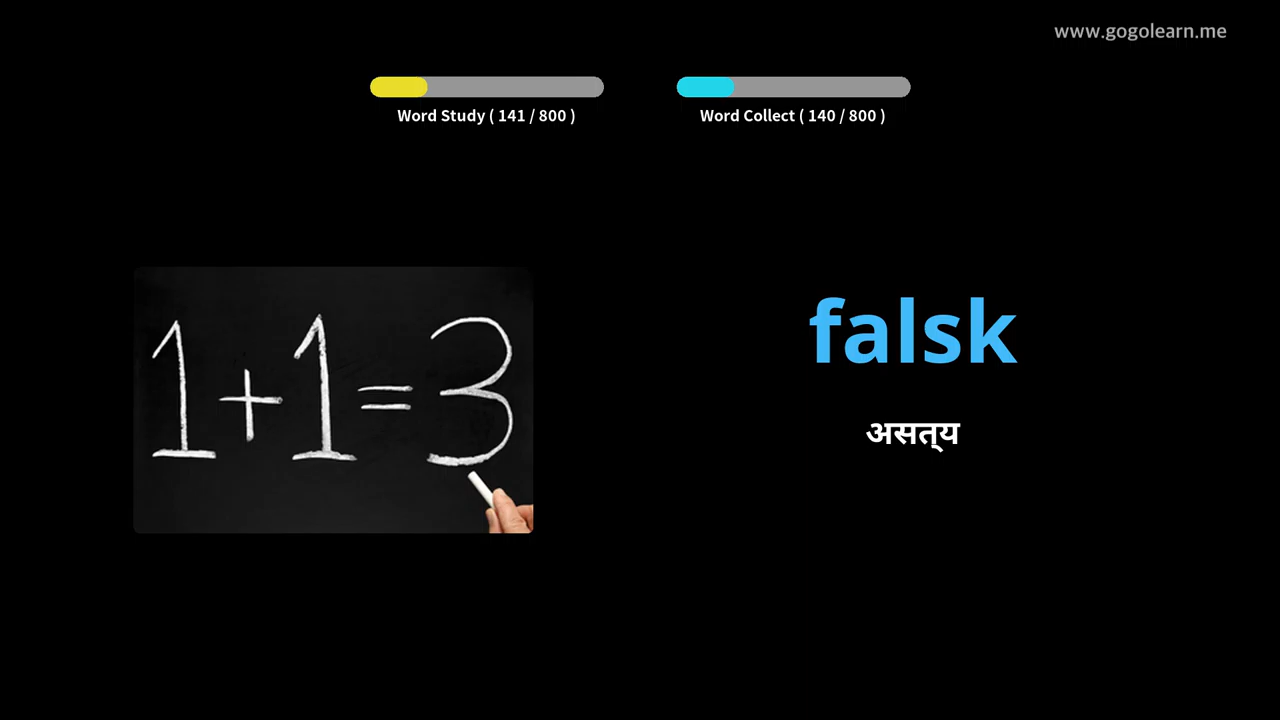 www.gogolearn.me
Word Study ( 141 / 800 )
Word Collect ( 140 / 800 )
1+1=3
falsk
असत्य